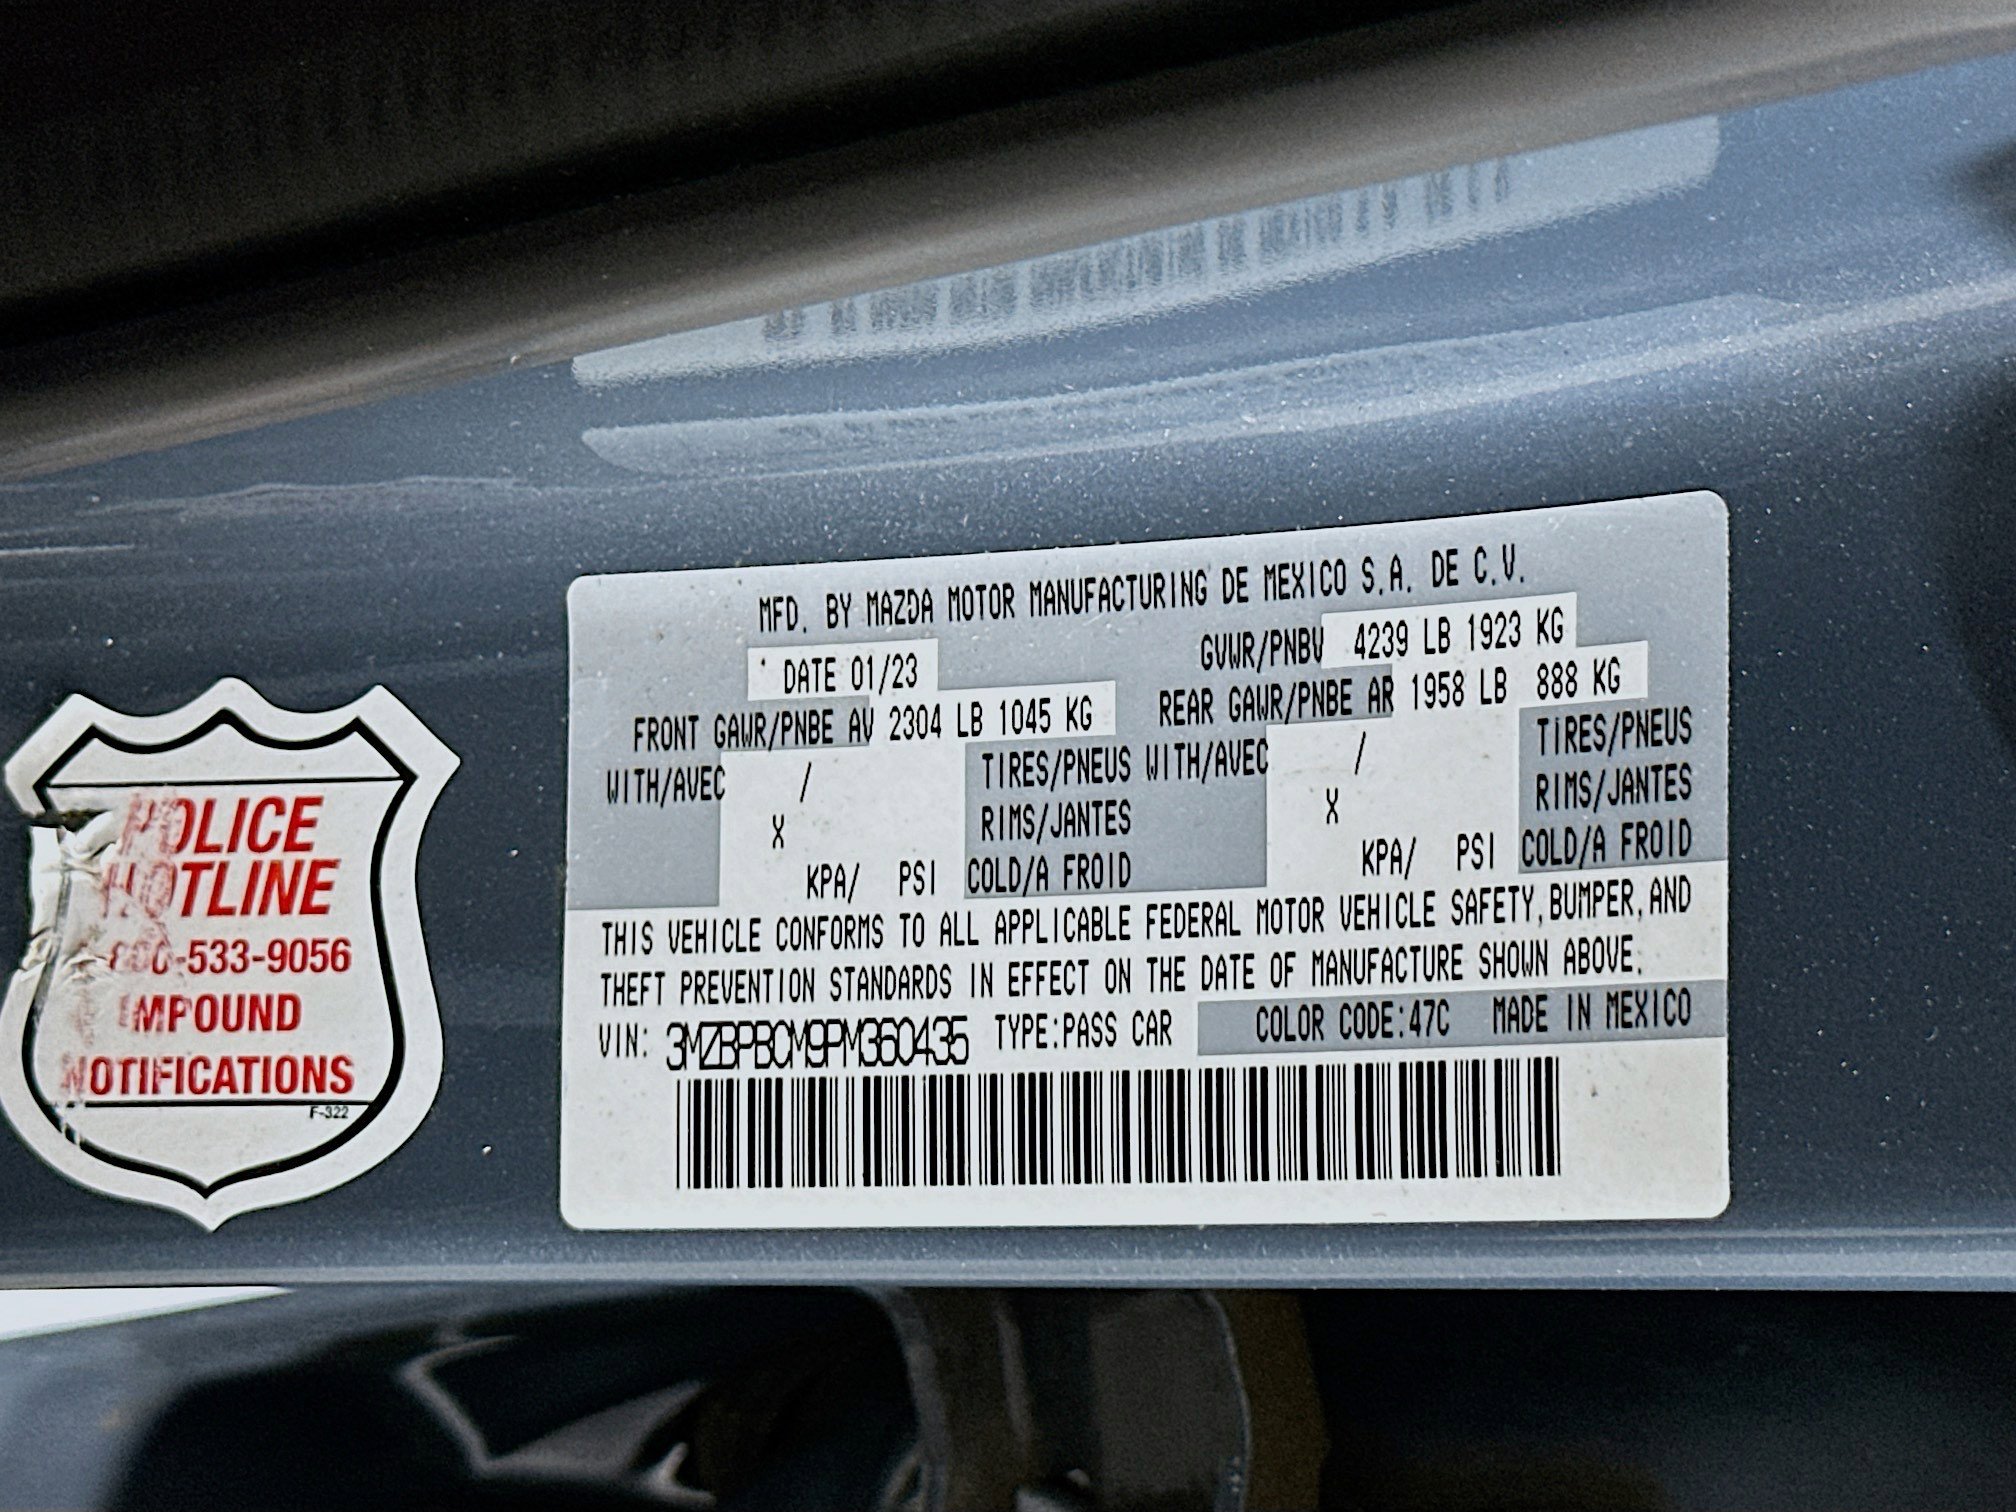 MFD. BY MAZDA MOTOR MANUFACTURING DE MEXICO S.A. DE C.V.
DATE 01/23 GVWR/PNBV 4239 LB 1923 KG
FRONT GAWR/PNBE AV 2304 LB 1045 KG REAR GAWR/PNBE AR 1958 LB 888 KG
WITH/AVEC / TIRES/PNEUS WITH/AVEC / TIRES/PNEUS
X RIMS/JANTES X RIMS/JANTES
KPA/ PSI COLD/A FROID KPA/ PSI COLD/A FROID
THIS VEHICLE CONFORMS TO ALL APPLICABLE FEDERAL MOTOR VEHICLE SAFETY, BUMPER, AND
THEFT PREVENTION STANDARDS IN EFFECT ON THE DATE OF MANUFACTURE SHOWN ABOVE.
VIN: 3MZBPBCM9PM360435 TYPE:PASS CAR COLOR CODE:47C MADE IN MEXICO
POLICE
HOTLINE
800-533-9056
IMPOUND
NOTIFICATIONS
F-322